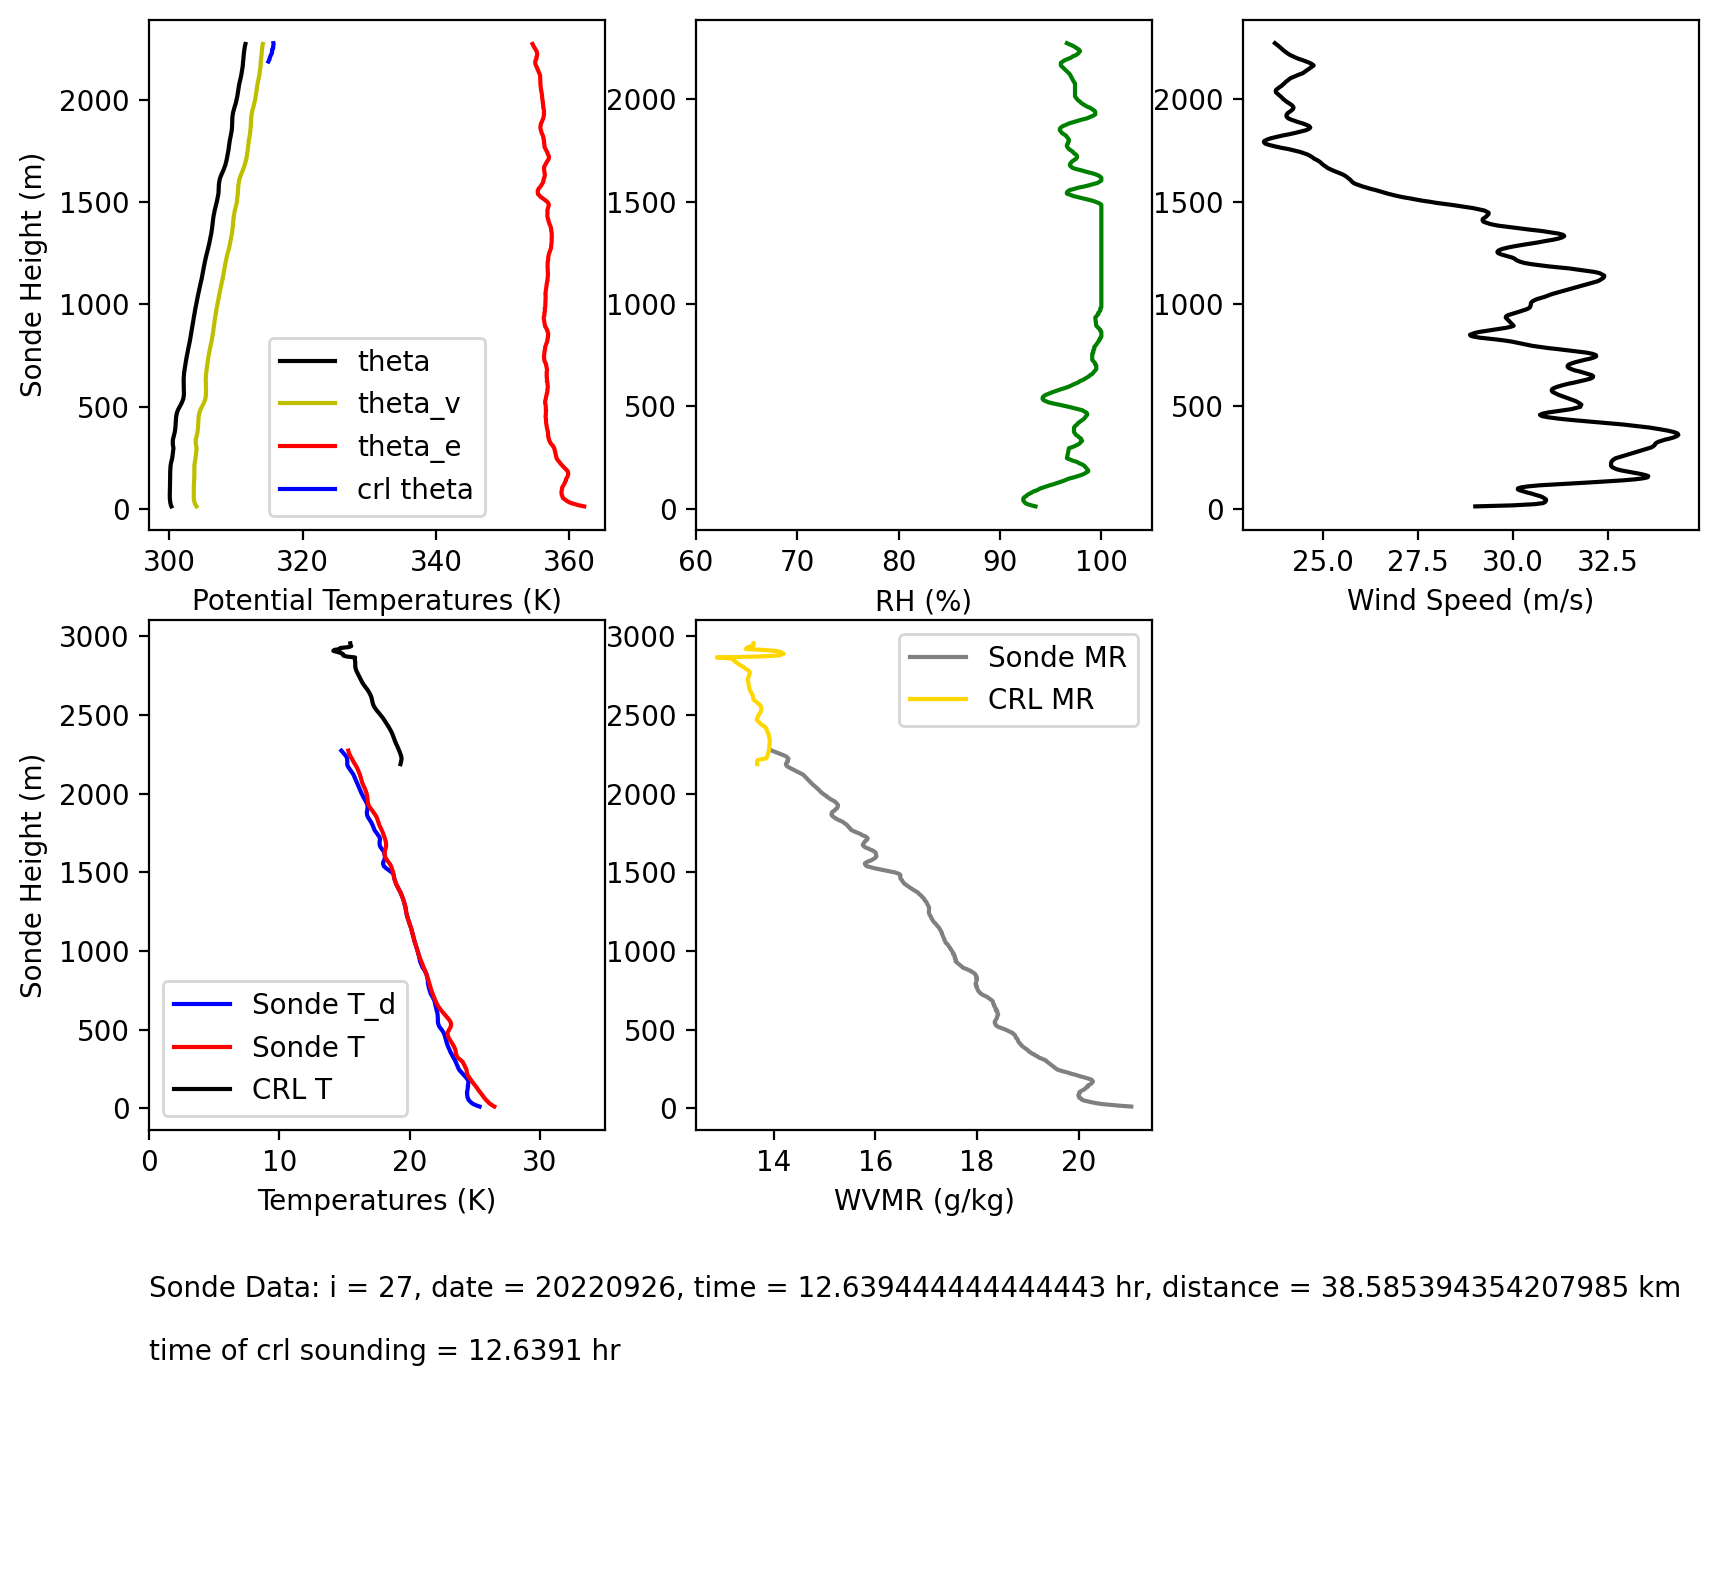 Sonde Height (m)
2000
1500
1000
500
0
theta
theta_v
theta_e
crl theta
300 320 340 360
Potential Temperatures (K)
2000
1500
1000
500
0
60 70 80 90 100
RH (%)
2000
1500
1000
500
0
25.0 27.5 30.0 32.5
Wind Speed (m/s)
Sonde Height (m)
3000
2500
2000
1500
1000
500
0
Sonde T_d
Sonde T
CRL T
0 10 20 30
Temperatures (K)
3000
2500
2000
1500
1000
500
0
Sonde MR
CRL MR
14 16 18 20
WVMR (g/kg)
Sonde Data: i = 27, date = 20220926, time = 12.639444444444443 hr, distance = 38.585394354207985 km
time of crl sounding = 12.6391 hr